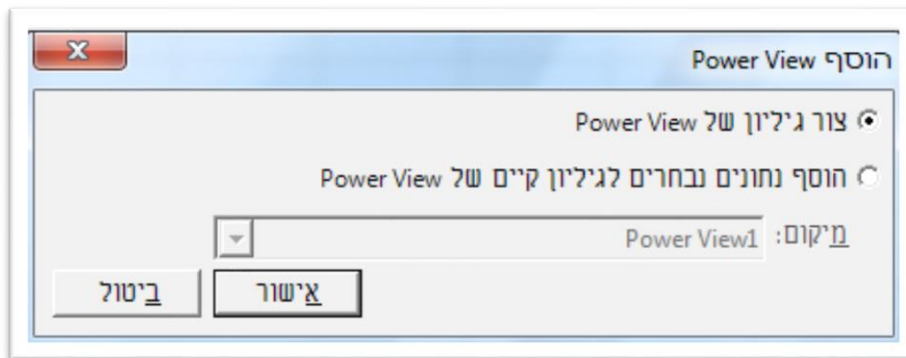 הוסף Power View
צור גיליון של Power View
הוסף נתונים נבחרים לגיליון קיים של Power View
מיקום: Power View1
אישור ביטול